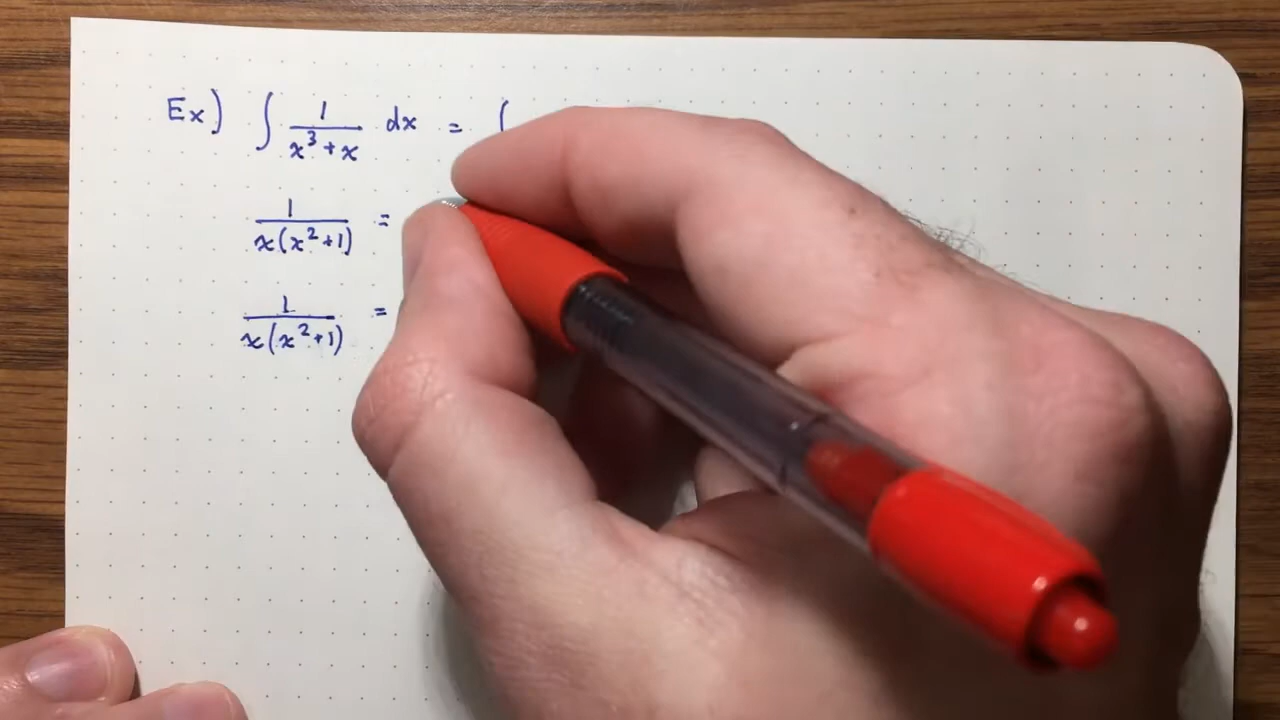 Ex) ∫ 1/(x³+x) dx = ∫
1/(x(x²+1)) =
1/(x(x²+1)) =